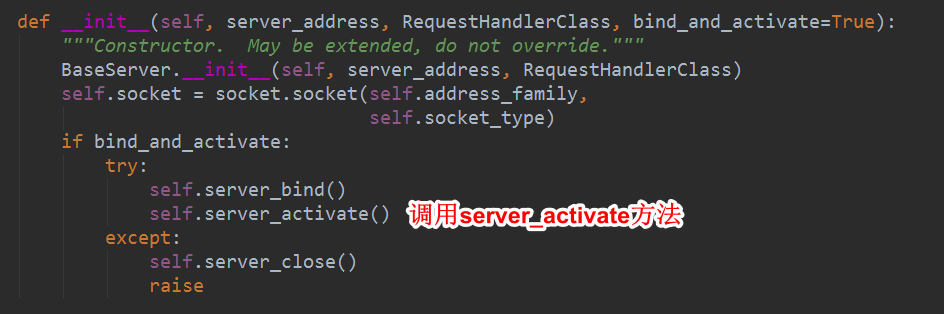 def __init__(self, server_address, RequestHandlerClass, bind_and_activate=True):
"""Constructor.  May be extended, do not override."""
BaseServer.__init__(self, server_address, RequestHandlerClass)
self.socket = socket.socket(self.address_family,
self.socket_type)
if bind_and_activate:
try:
self.server_bind()
self.server_activate() 调用server_activate方法
except:
self.server_close()
raise